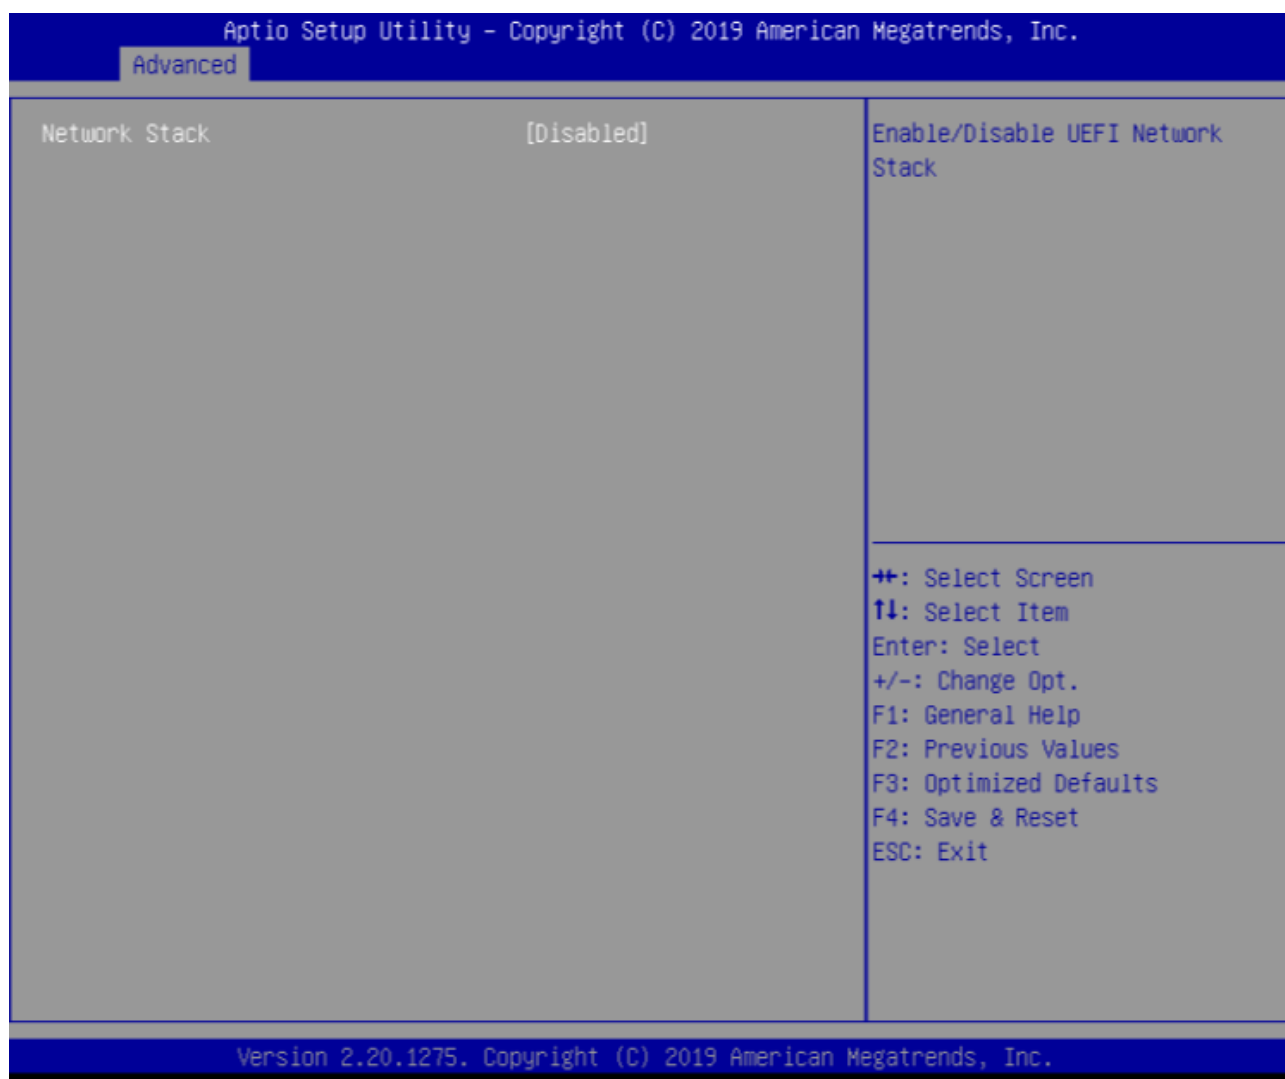 Aptio Setup Utility – Copyright (C) 2019 American Megatrends, Inc.
Advanced
Network Stack [Disabled]
Enable/Disable UEFI Network
Stack
→←: Select Screen
↑↓: Select Item
Enter: Select
+/-: Change Opt.
F1: General Help
F2: Previous Values
F3: Optimized Defaults
F4: Save & Reset
ESC: Exit
Version 2.20.1275. Copyright (C) 2019 American Megatrends, Inc.